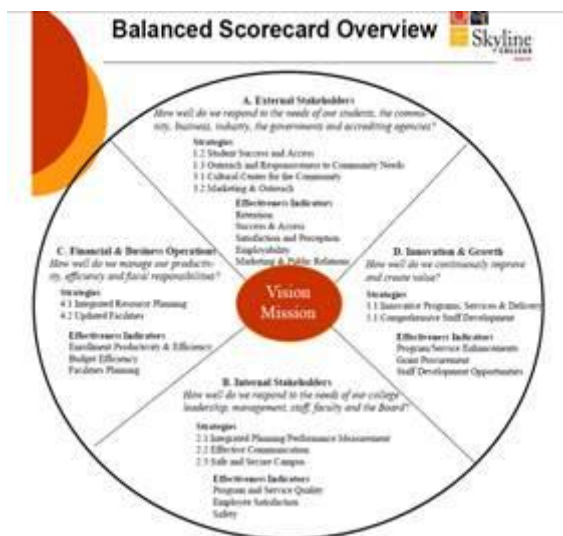 Balanced Scorecard Overview
Skyline
COLLEGE
A. External Stakeholders
How well do we respond to the needs of our students, the commu-
nity, business, industry, the governments and accrediting agencies?
Strategies
1.2 Student Success and Access
1.3 Outreach and Responsiveness to Community Needs
3.1 Cultural Center for the Community
3.2 Marketing & Outreach
Effectiveness Indicators
Retention
Success & Access
Satisfaction and Perception
Employability
Marketing & Public Relations
C. Financial & Business Operations
How well do we manage our productiv-
ity, efficiency and fiscal responsibilities?
Strategies
4.1 Integrated Resource Planning
4.2 Updated Facilities
Effectiveness Indicators
Enrollment Productivity & Efficiency
Budget Efficiency
Facilities Planning
Vision
Mission
D. Innovation & Growth
How well do we continuously improve
and create value?
Strategies
1.1 Innovative Programs, Services & Delivery
5.1 Comprehensive Staff Development
Effectiveness Indicators
Program/Service Enhancements
Grant Procurement
Staff Development Opportunities
B. Internal Stakeholders
How well do we respond to the needs of our college
leadership, management, staff, faculty and the Board?
Strategies
2.1 Integrated Planning/Performance Measurement
2.2 Effective Communication
2.3 Safe and Secure Campus
Effectiveness Indicators
Program and Service Quality
Employee Satisfaction
Safety